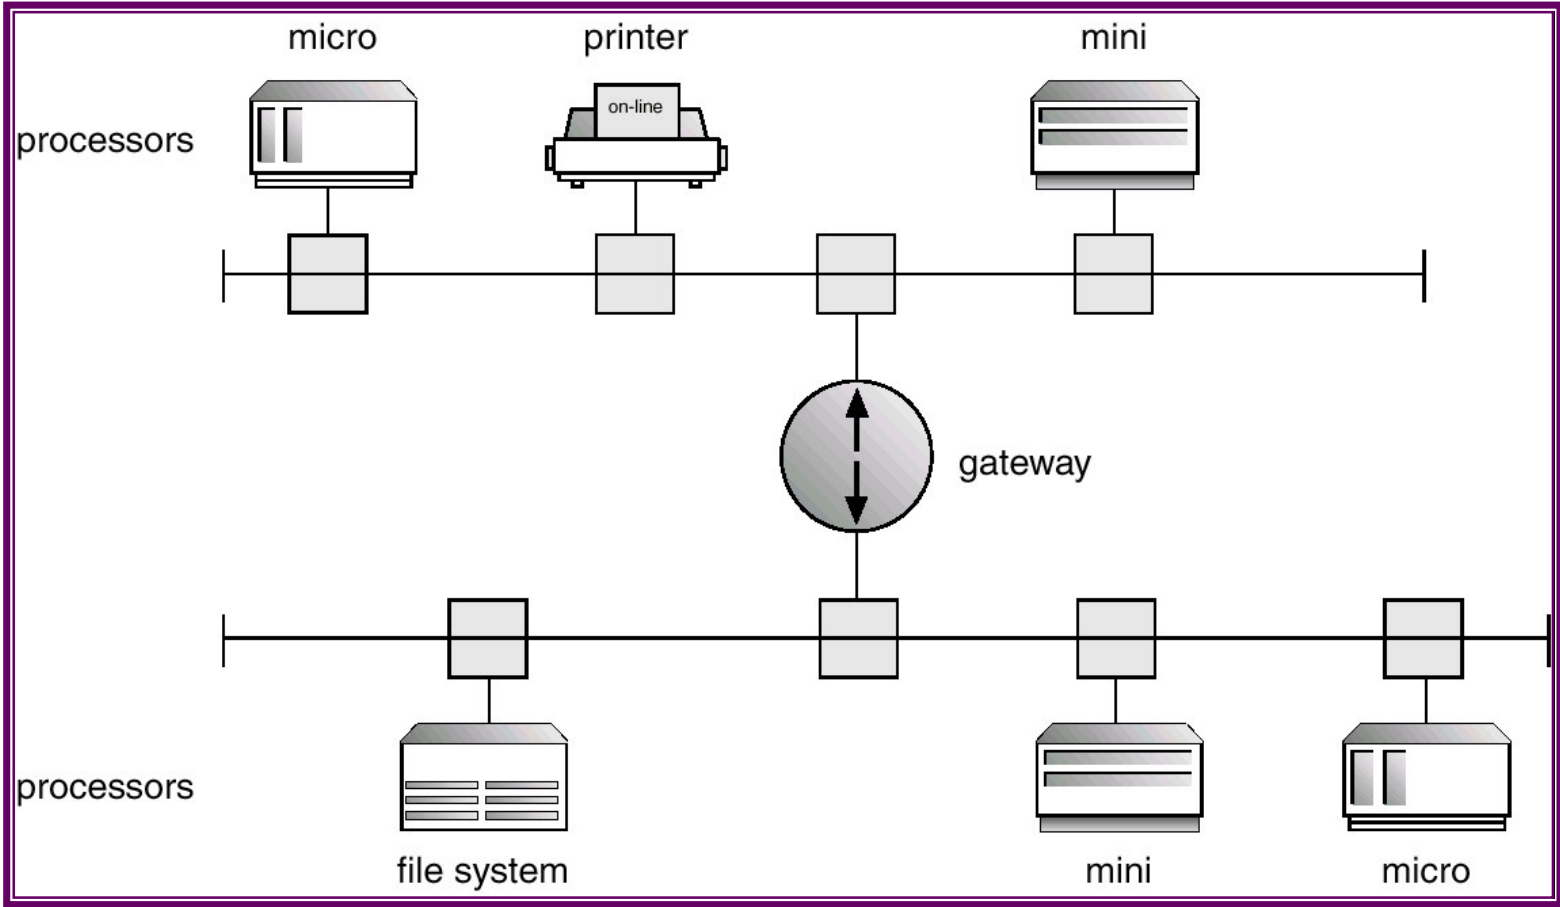 micro
printer
mini
on-line
processors
gateway
processors
file system
mini
micro